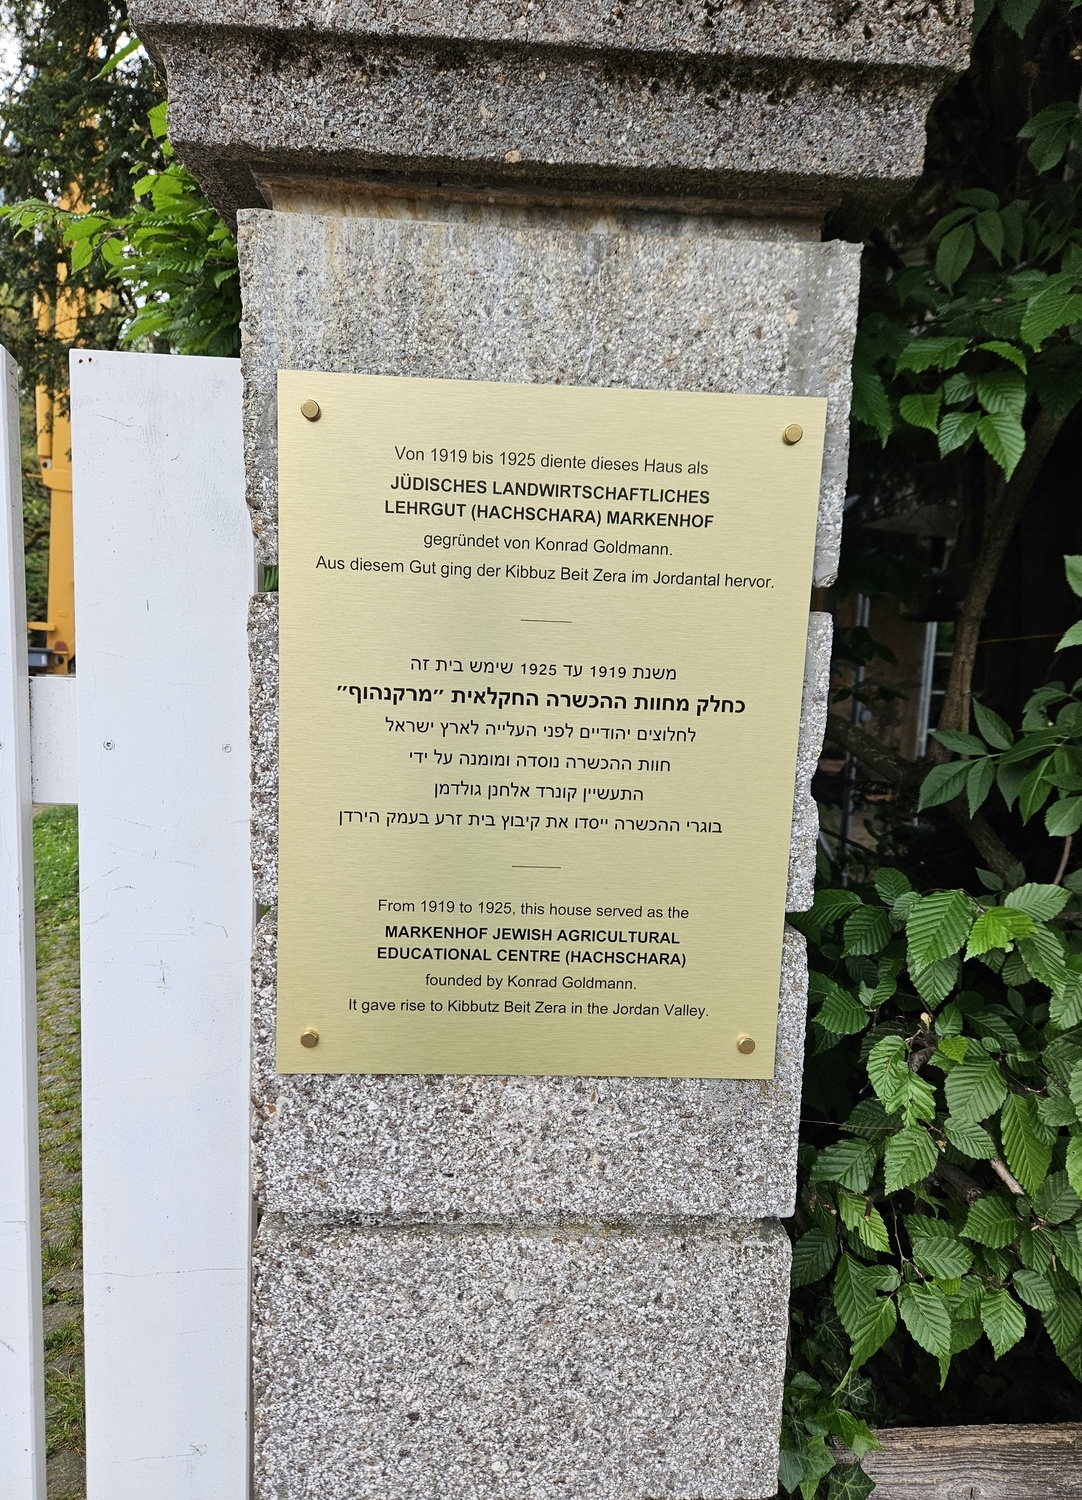 Von 1919 bis 1925 diente dieses Haus als
JÜDISCHES LANDWIRTSCHAFTLICHES
LEHRGUT (HACHSCHARA) MARKENHOF
gegründet von Konrad Goldmann.
Aus diesem Gut ging der Kibbuz Beit Zera im Jordantal hervor.
משנת 1919 עד 1925 שימש בית זה
כחלק מחוות ההכשרה החקלאית ״מרקנהוף״
לחלוצים יהודיים לפני העלייה לארץ ישראל
חוות ההכשרה נוסדה ומומנה על ידי
התעשיין קונרד אלחנן גולדמן
בוגרי ההכשרה ייסדו את קיבוץ בית זרע בעמק הירדן
From 1919 to 1925, this house served as the
MARKENHOF JEWISH AGRICULTURAL
EDUCATIONAL CENTRE (HACHSCHARA)
founded by Konrad Goldmann.
It gave rise to Kibbutz Beit Zera in the Jordan Valley.